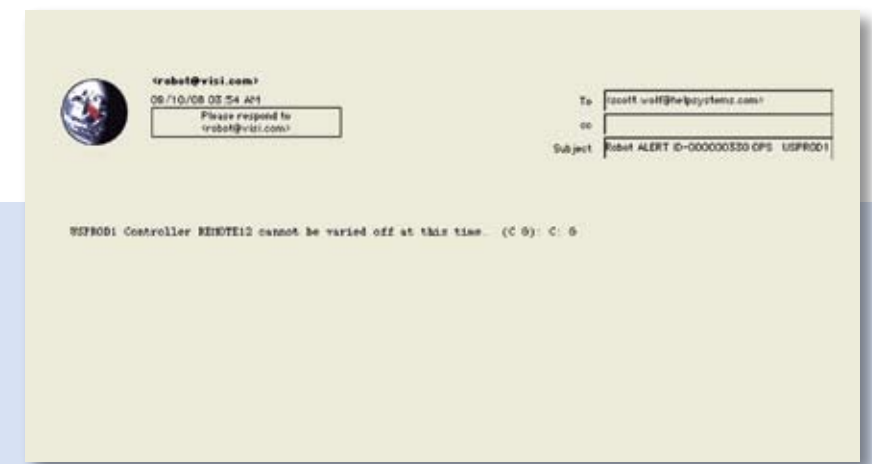 <robot@visi.com>
09/10/08 03:54 AM
Please respond to
<robot@visi.com>
To <scott.wolf@helpsystems.com>
cc
Subject Robot ALERT ID-000000330 OPS USPROD1
USPROD1 Controller REMOTE12 cannot be varied off at this time. (C G): C: G